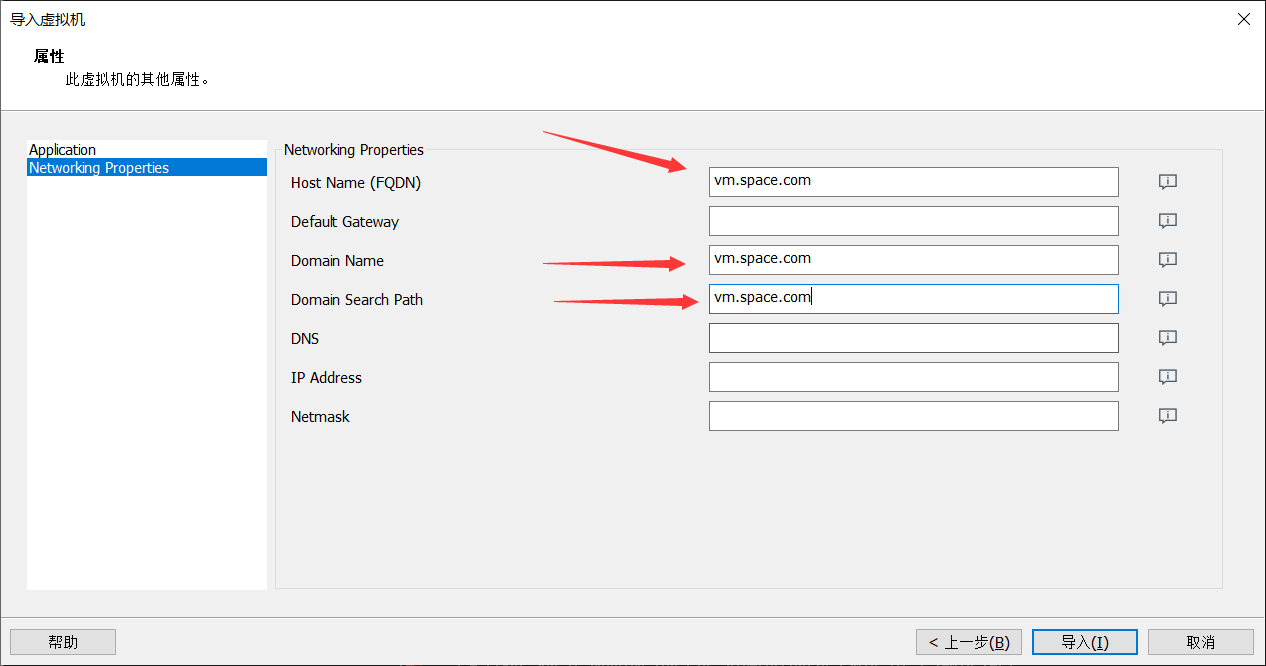 导入虚拟机
属性
此虚拟机的其他属性。
Application
Networking Properties
Networking Properties
Host Name (FQDN)
vm.space.com
Default Gateway
Domain Name
vm.space.com
Domain Search Path
vm.space.com
DNS
IP Address
Netmask
帮助
< 上一步(B)
导入(I)
取消